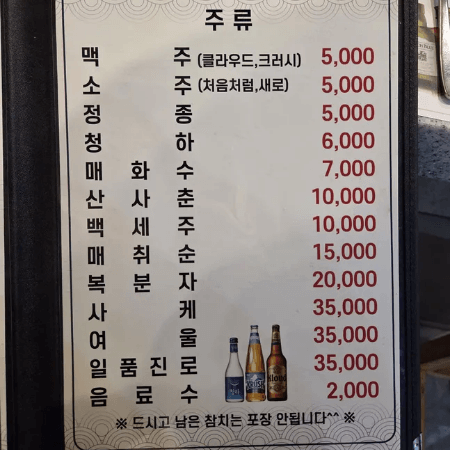 주 류
맥 주 (클라우드,크러시) 5,000
소 주 (처음처럼,새로) 5,000
정 종 5,000
청 하 6,000
매 화 수 7,000
산 사 춘 10,000
백 세 주 10,000
매 취 순 15,000
복 분 자 20,000
사 케 35,000
여 울 35,000
일 품 진 로 35,000
음 료 수 2,000
※ 드시고 남은 참치는 포장 안됩니다^^ ※